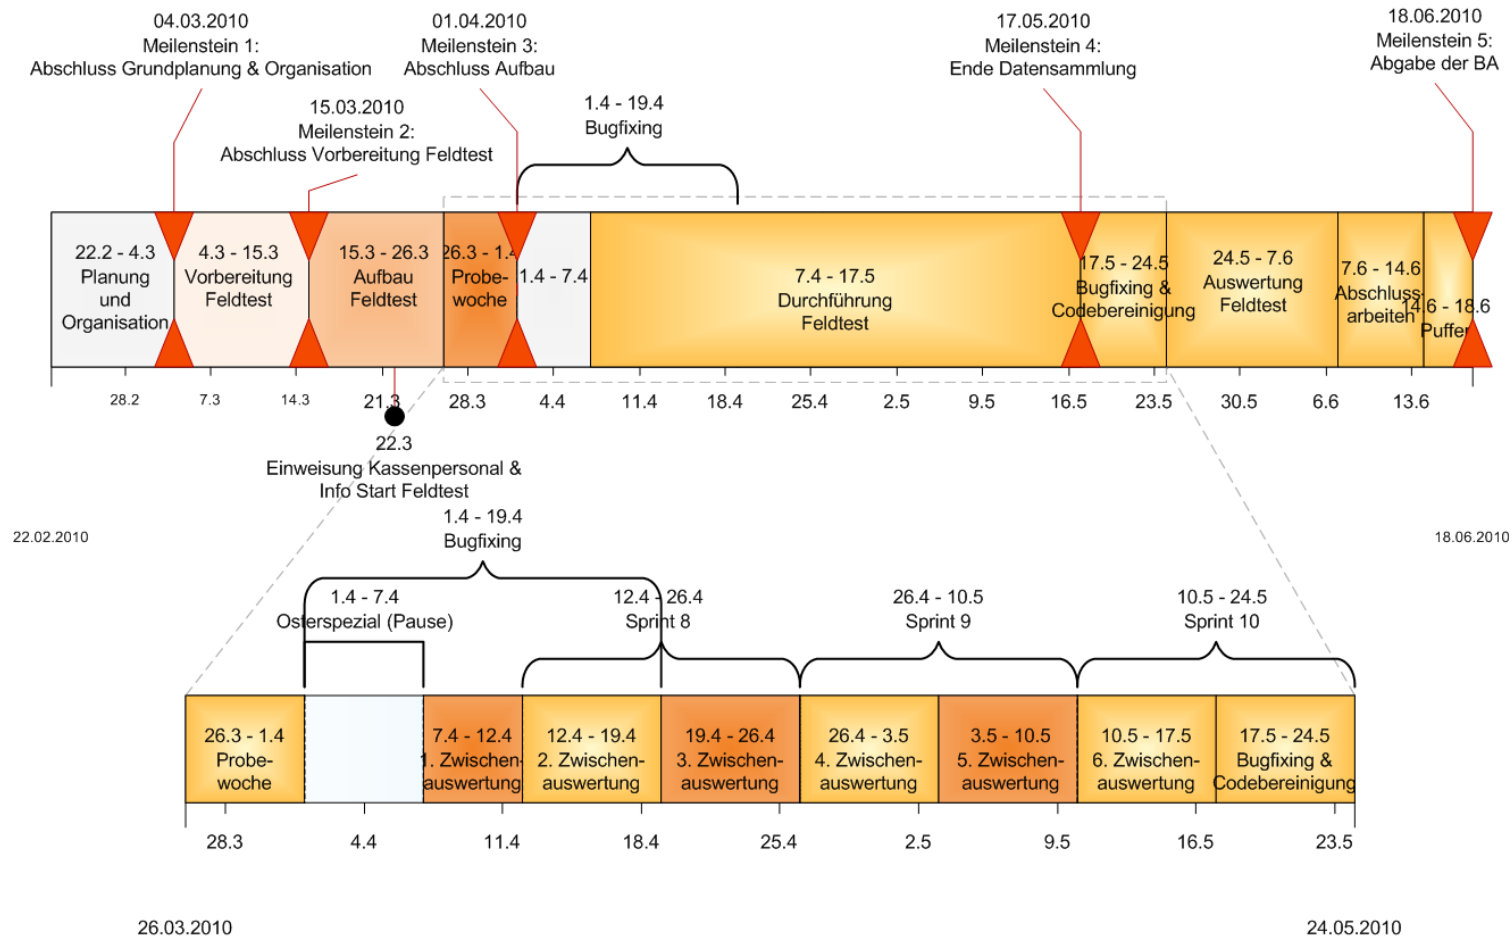 04.03.2010
Meilenstein 1:
Abschluss Grundplanung & Organisation
01.04.2010
Meilenstein 3:
Abschluss Aufbau
17.05.2010
Meilenstein 4:
Ende Datensammlung
18.06.2010
Meilenstein 5:
Abgabe der BA
15.03.2010
Meilenstein 2:
Abschluss Vorbereitung Feldtest
1.4 - 19.4
Bugfixing
22.2 - 4.3
Planung
und
Organisation
4.3 - 15.3
Vorbereitung
Feldtest
15.3 - 26.3
Aufbau
Feldtest
26.3 - 1.4
Probe-
woche
1.4 - 7.4
7.4 - 17.5
Durchführung
Feldtest
17.5 - 24.5
Bugfixing &
Codebereinigung
24.5 - 7.6
Auswertung
Feldtest
7.6 - 14.6
Abschluss-
arbeiten
14.6 - 18.6
Puffer
28.2 7.3 14.3 21.3 28.3 4.4 11.4 18.4 25.4 2.5 9.5 16.5 23.5 30.5 6.6 13.6
22.3
Einweisung Kassenpersonal &
Info Start Feldtest
22.02.2010
18.06.2010
1.4 - 19.4
Bugfixing
1.4 - 7.4
Osterspezial (Pause)
12.4 - 26.4
Sprint 8
26.4 - 10.5
Sprint 9
10.5 - 24.5
Sprint 10
26.3 - 1.4
Probe-
woche
7.4 - 12.4
1. Zwischen-
auswertung
12.4 - 19.4
2. Zwischen-
auswertung
19.4 - 26.4
3. Zwischen-
auswertung
26.4 - 3.5
4. Zwischen-
auswertung
3.5 - 10.5
5. Zwischen-
auswertung
10.5 - 17.5
6. Zwischen-
auswertung
17.5 - 24.5
Bugfixing &
Codebereinigung
28.3 4.4 11.4 18.4 25.4 2.5 9.5 16.5 23.5
26.03.2010
24.05.2010